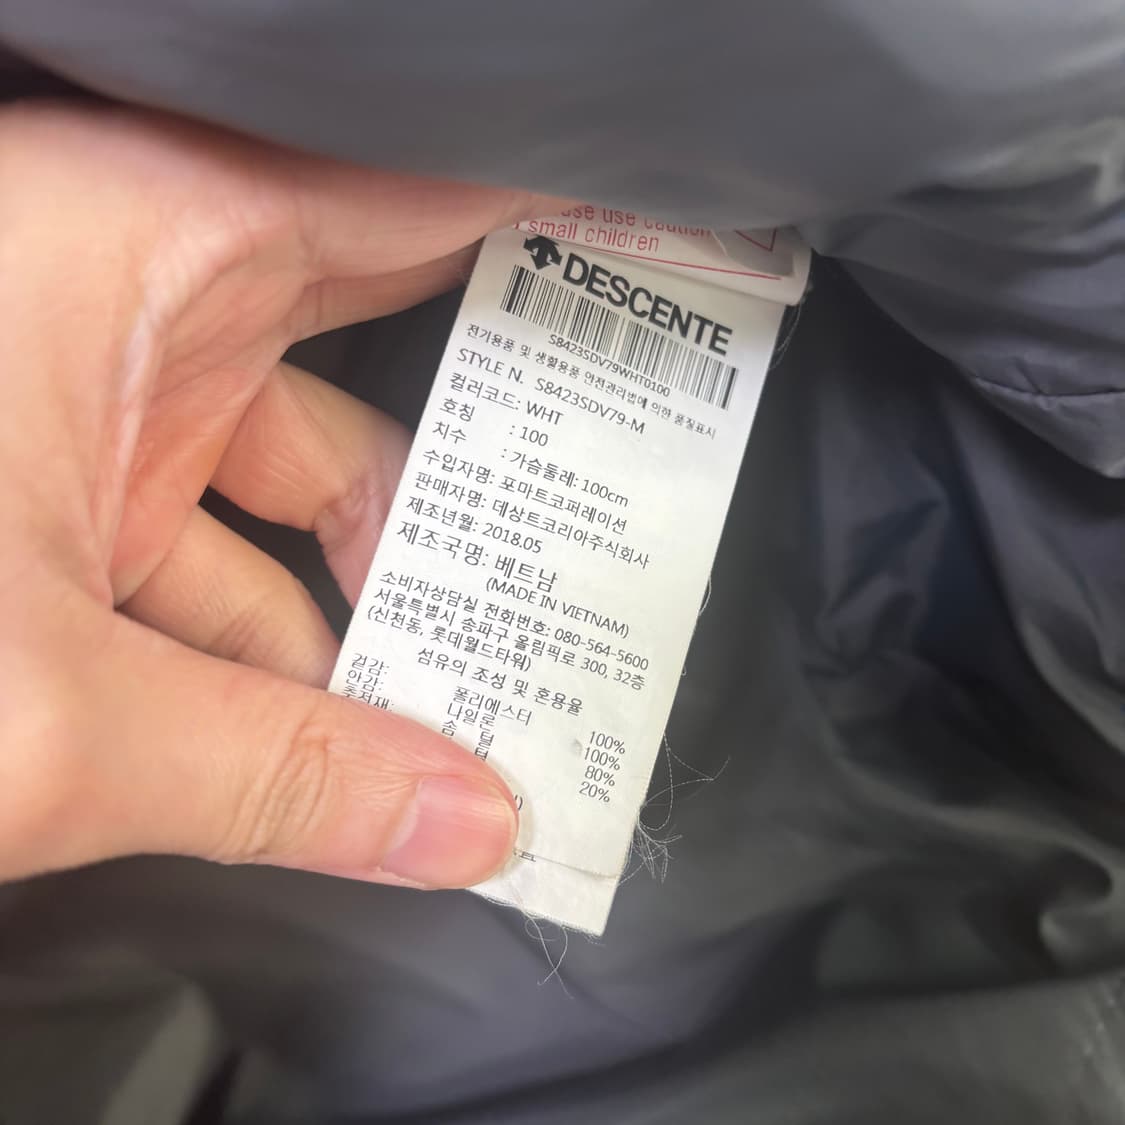 use caution
small children
DESCENTE
S8423SDV79WHT0100
전기용품 및 생활용품 안전관리법에 의한 품질표시
STYLE N. S8423SDV79-M
컬러코드: WHT
호칭 : 100
치수 : 가슴둘레: 100cm
수입자명: 포마트코퍼레이션
판매자명: 데상트코리아주식회사
제조년월: 2018.05
제조국명: 베트남
(MADE IN VIETNAM)
소비자상담실 전화번호: 080-564-5600
서울특별시 송파구 올림픽로 300, 32층
(신천동, 롯데월드타워)
섬유의 조성 및 혼용율
겉감: 폴리에스터 100%
안감: 나일론 100%
충전재: 솜털 80%
20%